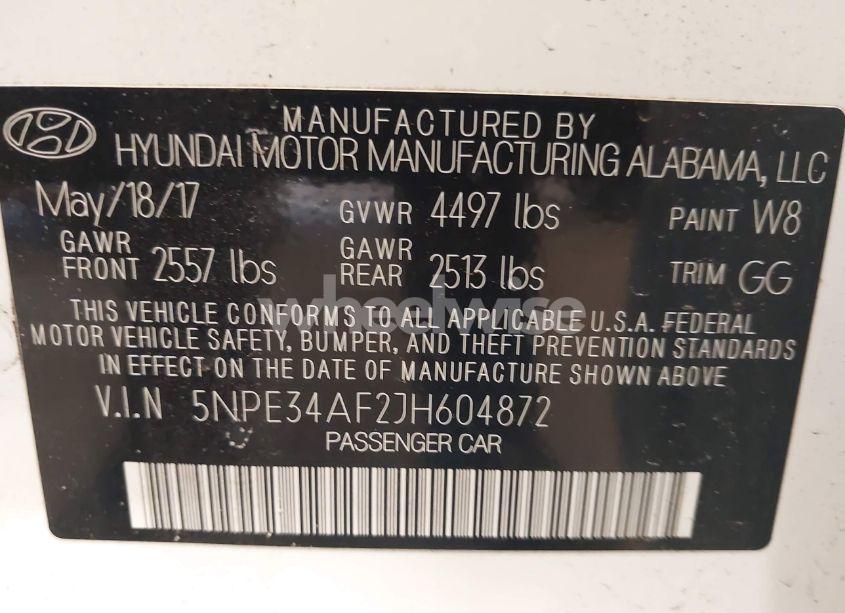 MANUFACTURED BY
HYUNDAI MOTOR MANUFACTURING ALABAMA, LLC
May/18/17 GVWR 4497 lbs PAINT W8
GAWR FRONT 2557 lbs GAWR REAR 2513 lbs TRIM GG
THIS VEHICLE CONFORMS TO ALL APPLICABLE U.S.A. FEDERAL
MOTOR VEHICLE SAFETY, BUMPER, AND THEFT PREVENTION STANDARDS
IN EFFECT ON THE DATE OF MANUFACTURE SHOWN ABOVE
V.I.N 5NPE34AF2JH604872
PASSENGER CAR
wheelwise